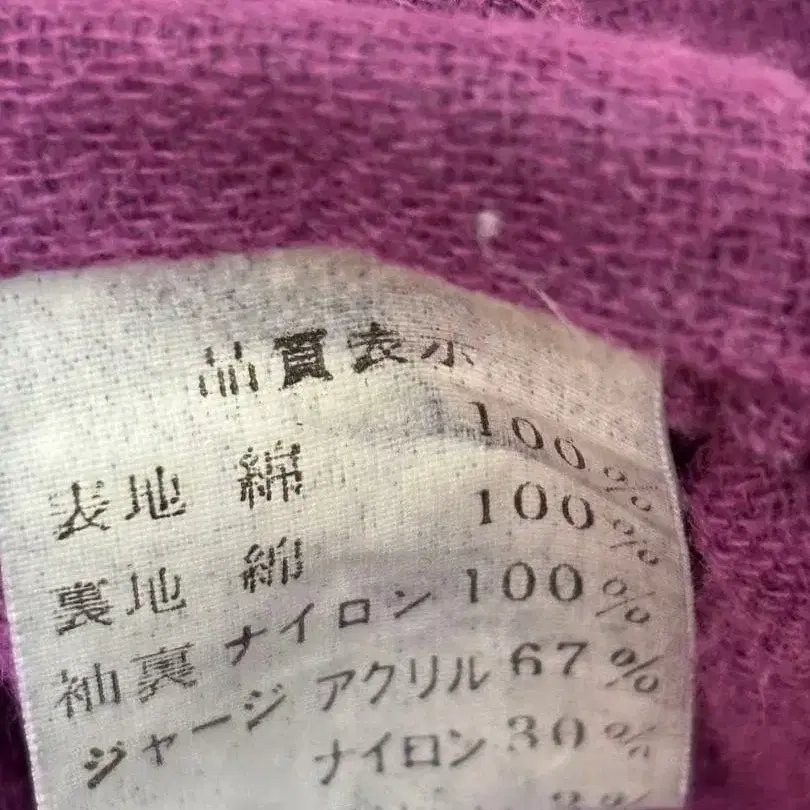 品質表示
表地 綿 100%
裏地 綿 100%
袖裏 ナイロン 100%
ジャージ アクリル 67%
ナイロン 30%